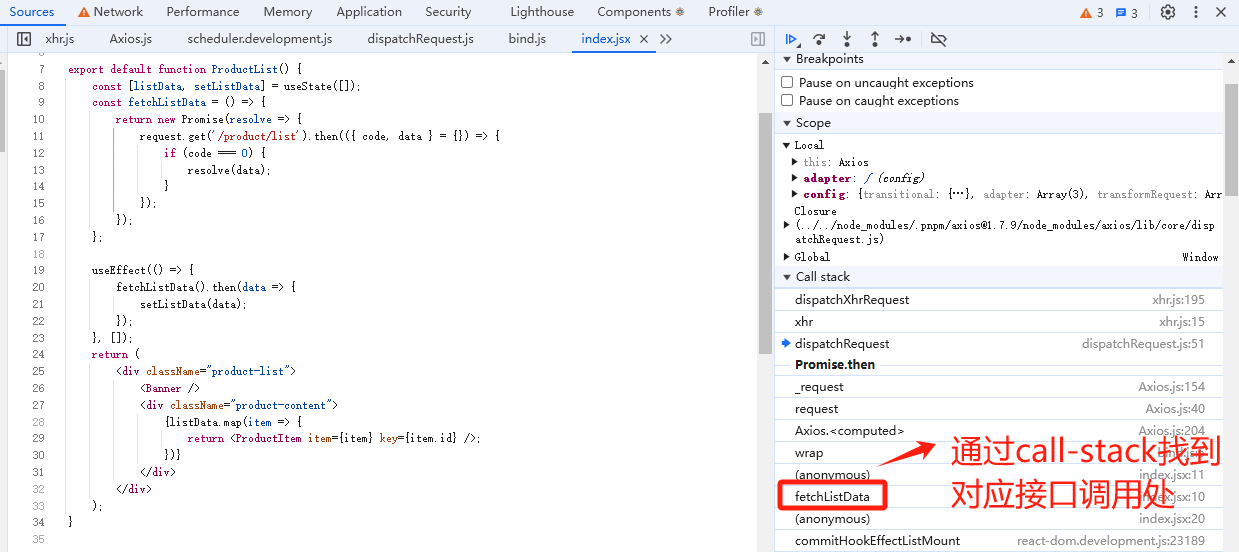 Sources Network Performance Memory Application Security Lighthouse Components Profiler 3 3
xhr.js Axios.js scheduler.development.js dispatchRequest.js bind.js index.jsx
7 export default function ProductList() {
8 const [listData, setListData] = useState([]);
9 const fetchListData = () => {
10 return new Promise(resolve => {
11 request.get('/product/list').then(({ code, data } = {}) => {
12 if (code === 0) {
13 resolve(data);
14 }
15 });
16 });
17 };
18
19 useEffect(() => {
20 fetchListData().then(data => {
21 setListData(data);
22 });
23 }, []);
24 return (
25 <div className="product-list">
26 <Banner />
27 <div className="product-content">
28 {listData.map(item => {
29 return <ProductItem item={item} key={item.id} />;
30 })}
31 </div>
32 </div>
33 );
34 }
35
Breakpoints
Pause on uncaught exceptions
Pause on caught exceptions
Scope
Local
this: Axios
adapter: ƒ (config)
config: {transitional: {…}, adapter: Array(3), transformRequest: Arr
Closure
(../../node_modules/.pnpm/axios@1.7.9/node_modules/axios/lib/core/disp
atchRequest.js)
Global Window
Call stack
dispatchXhrRequest xhr.js:195
xhr xhr.js:15
dispatchRequest dispatchRequest.js:51
Promise.then
_request Axios.js:154
request Axios.js:40
Axios.<computed> Axios.js:204
wrap
(anonymous) index.jsx:11
fetchListData index.jsx:10
(anonymous) index.jsx:20
commitHookEffectListMount react-dom.development.js:23189
通过call-stack找到
对应接口调用处